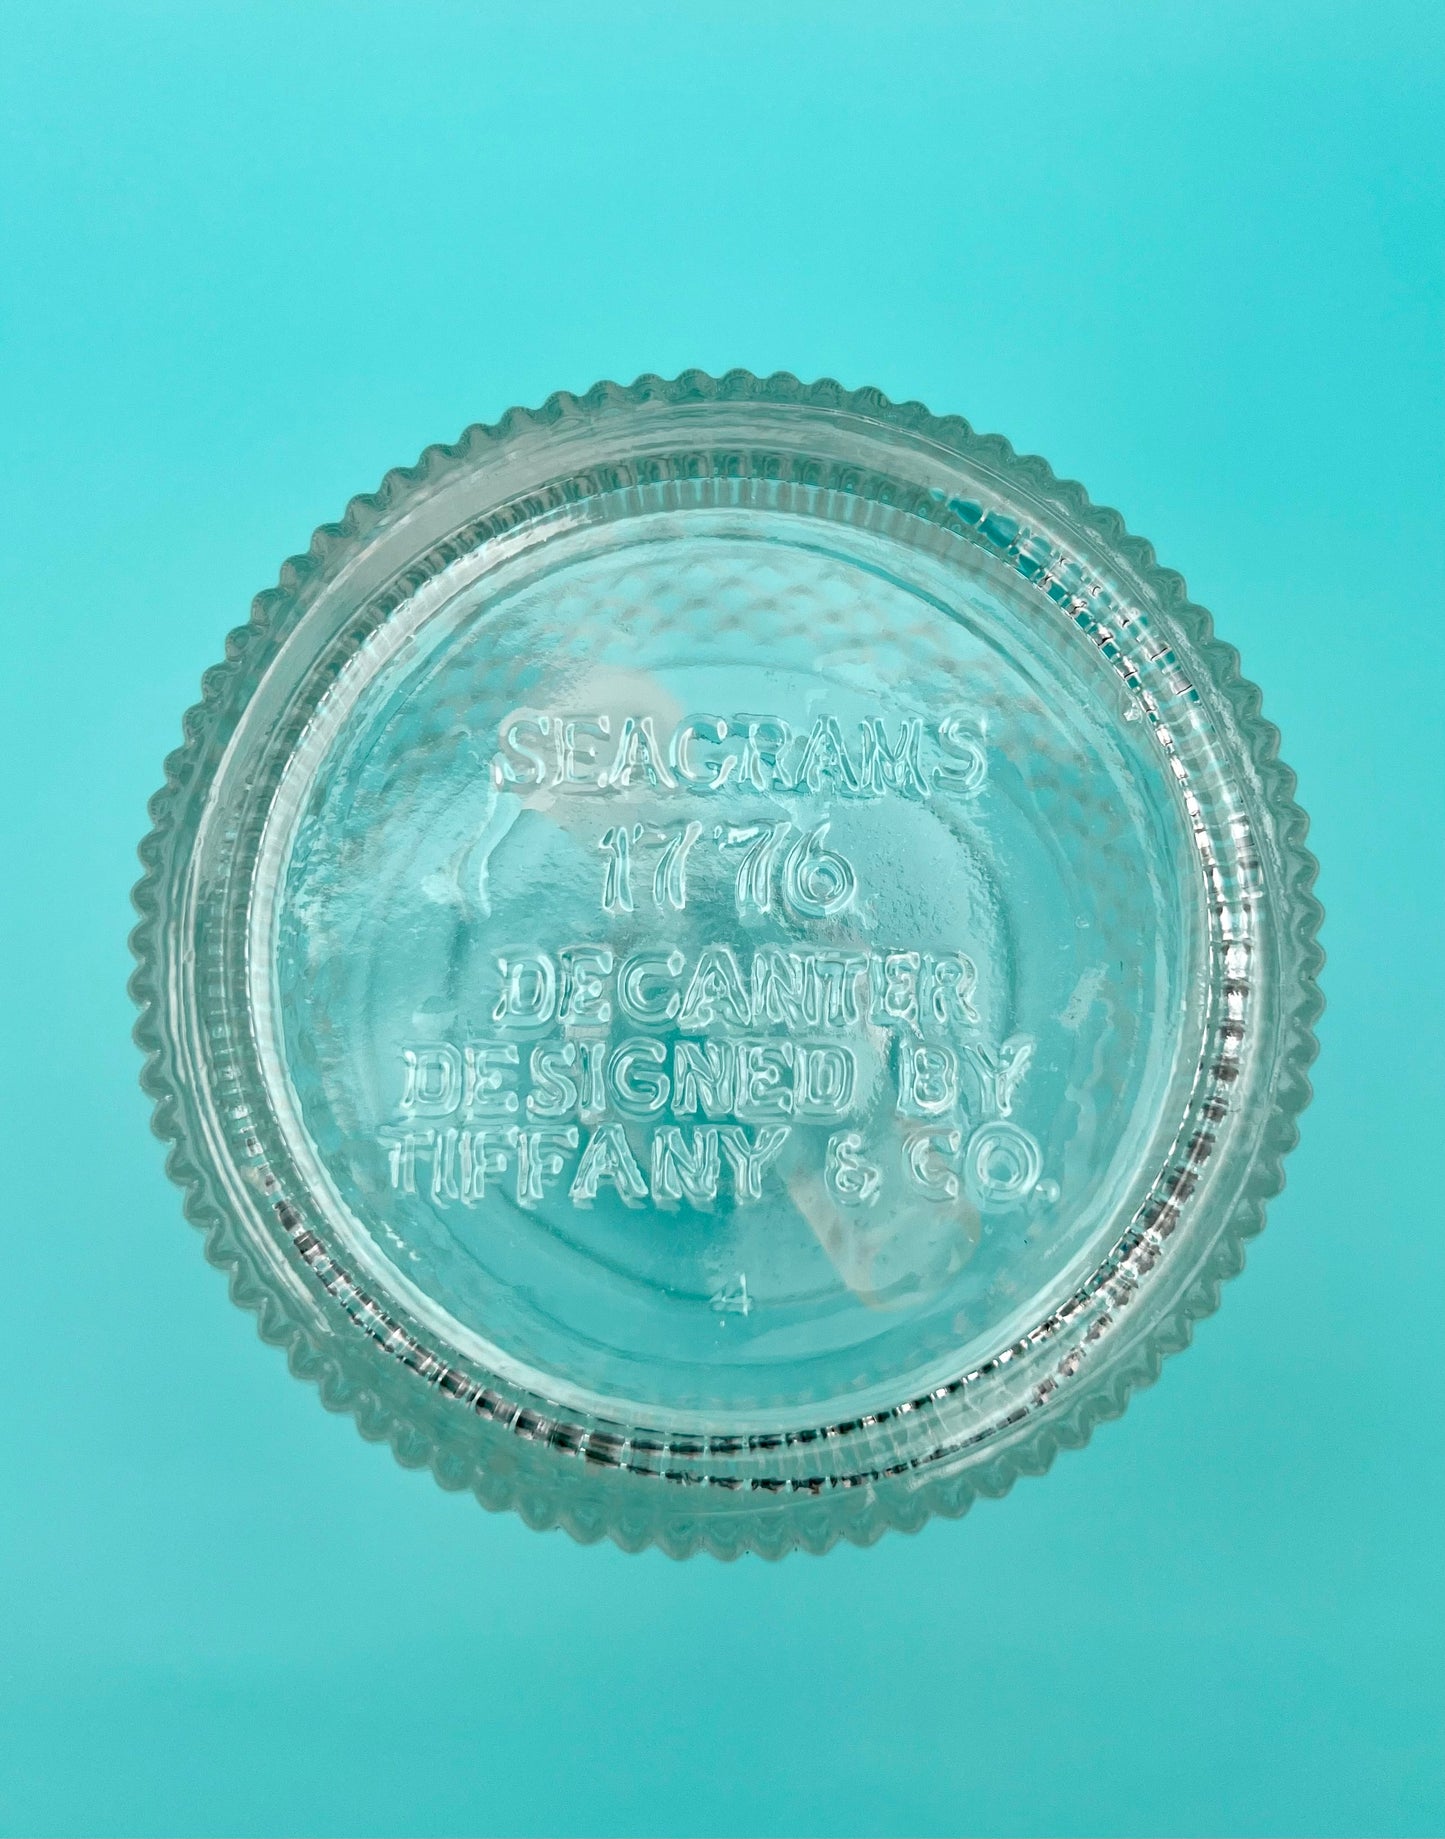 SEAGRAMS
1776
DECANTER
DESIGNED BY
TIFFANY & CO.
4